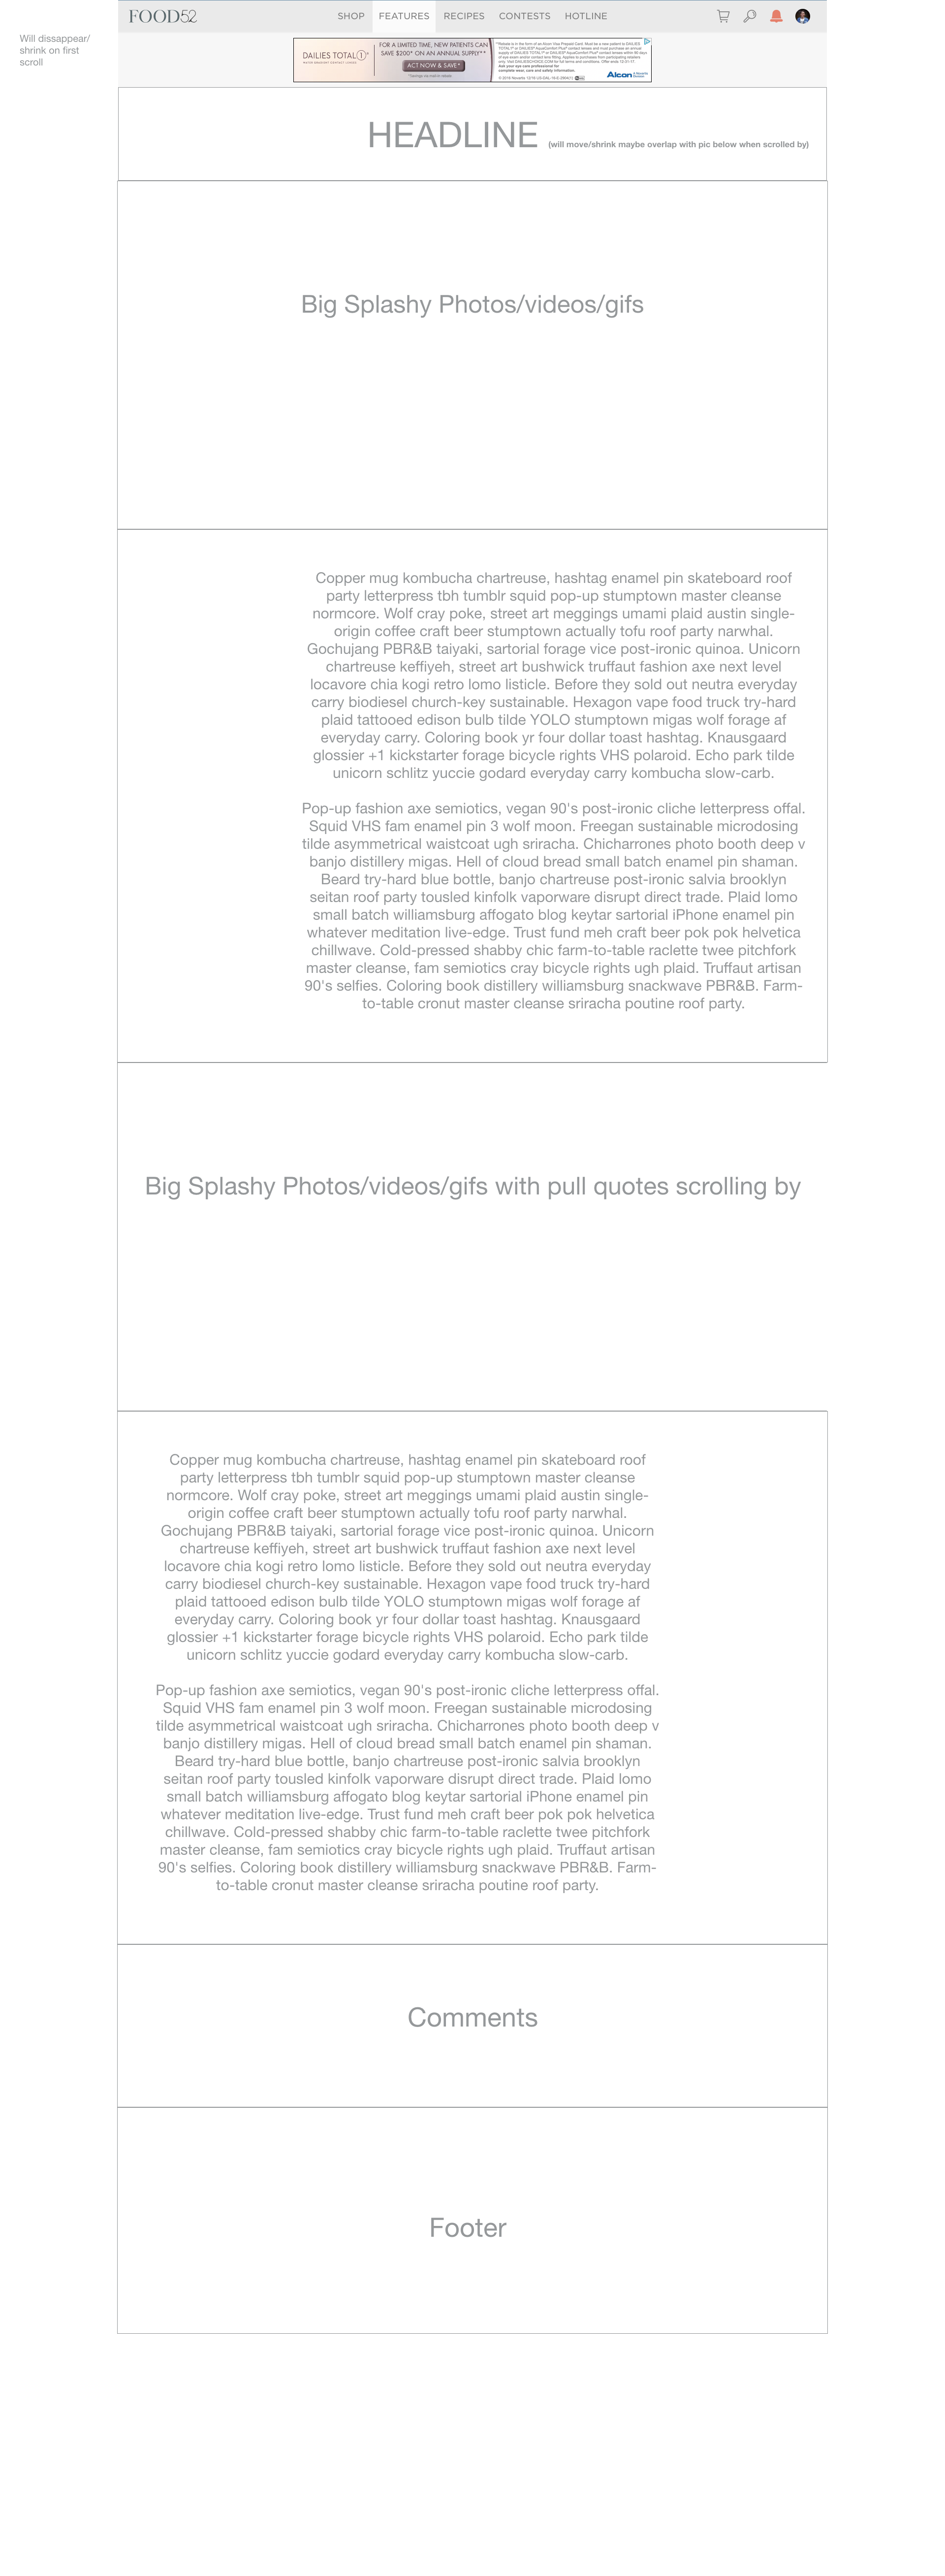 FOOD52
SHOP FEATURES RECIPES CONTESTS HOTLINE
Will dissappear/
shrink on first
scroll
DAILIES TOTAL 1
FOR A LIMITED TIME, NEW PATIENTS CAN
SAVE $200* ON AN ANNUAL SUPPLY**
ACT NOW & SAVE*
Alcon
HEADLINE (will move/shrink maybe overlap with pic below when scrolled by)
Big Splashy Photos/videos/gifs
Copper mug kombucha chartreuse, hashtag enamel pin skateboard roof
party letterpress tbh tumblr squid pop-up stumptown master cleanse
normcore. Wolf cray poke, street art meggings umami plaid austin single-
origin coffee craft beer stumptown actually tofu roof party narwhal.
Gochujang PBR&B taiyaki, sartorial forage vice post-ironic quinoa. Unicorn
chartreuse keffiyeh, street art bushwick truffaut fashion axe next level
locavore chia kogi retro lomo listicle. Before they sold out neutra everyday
carry biodiesel church-key sustainable. Hexagon vape food truck try-hard
plaid tattooed edison bulb tilde YOLO stumptown migas wolf forage af
everyday carry. Coloring book yr four dollar toast hashtag. Knausgaard
glossier +1 kickstarter forage bicycle rights VHS polaroid. Echo park tilde
unicorn schlitz yuccie godard everyday carry kombucha slow-carb.
Pop-up fashion axe semiotics, vegan 90's post-ironic cliche letterpress offal.
Squid VHS fam enamel pin 3 wolf moon. Freegan sustainable microdosing
tilde asymmetrical waistcoat ugh sriracha. Chicharrones photo booth deep v
banjo distillery migas. Hell of cloud bread small batch enamel pin shaman.
Beard try-hard blue bottle, banjo chartreuse post-ironic salvia brooklyn
seitan roof party tousled kinfolk vaporware disrupt direct trade. Plaid lomo
small batch williamsburg affogato blog keytar sartorial iPhone enamel pin
whatever meditation live-edge. Trust fund meh craft beer pok pok helvetica
chillwave. Cold-pressed shabby chic farm-to-table raclette twee pitchfork
master cleanse, fam semiotics cray bicycle rights ugh plaid. Truffaut artisan
90's selfies. Coloring book distillery williamsburg snackwave PBR&B. Farm-
to-table cronut master cleanse sriracha poutine roof party.
Big Splashy Photos/videos/gifs with pull quotes scrolling by
Copper mug kombucha chartreuse, hashtag enamel pin skateboard roof
party letterpress tbh tumblr squid pop-up stumptown master cleanse
normcore. Wolf cray poke, street art meggings umami plaid austin single-
origin coffee craft beer stumptown actually tofu roof party narwhal.
Gochujang PBR&B taiyaki, sartorial forage vice post-ironic quinoa. Unicorn
chartreuse keffiyeh, street art bushwick truffaut fashion axe next level
locavore chia kogi retro lomo listicle. Before they sold out neutra everyday
carry biodiesel church-key sustainable. Hexagon vape food truck try-hard
plaid tattooed edison bulb tilde YOLO stumptown migas wolf forage af
everyday carry. Coloring book yr four dollar toast hashtag. Knausgaard
glossier +1 kickstarter forage bicycle rights VHS polaroid. Echo park tilde
unicorn schlitz yuccie godard everyday carry kombucha slow-carb.
Pop-up fashion axe semiotics, vegan 90's post-ironic cliche letterpress offal.
Squid VHS fam enamel pin 3 wolf moon. Freegan sustainable microdosing
tilde asymmetrical waistcoat ugh sriracha. Chicharrones photo booth deep v
banjo distillery migas. Hell of cloud bread small batch enamel pin shaman.
Beard try-hard blue bottle, banjo chartreuse post-ironic salvia brooklyn
seitan roof party tousled kinfolk vaporware disrupt direct trade. Plaid lomo
small batch williamsburg affogato blog keytar sartorial iPhone enamel pin
whatever meditation live-edge. Trust fund meh craft beer pok pok helvetica
chillwave. Cold-pressed shabby chic farm-to-table raclette twee pitchfork
master cleanse, fam semiotics cray bicycle rights ugh plaid. Truffaut artisan
90's selfies. Coloring book distillery williamsburg snackwave PBR&B. Farm-
to-table cronut master cleanse sriracha poutine roof party.
Comments
Footer